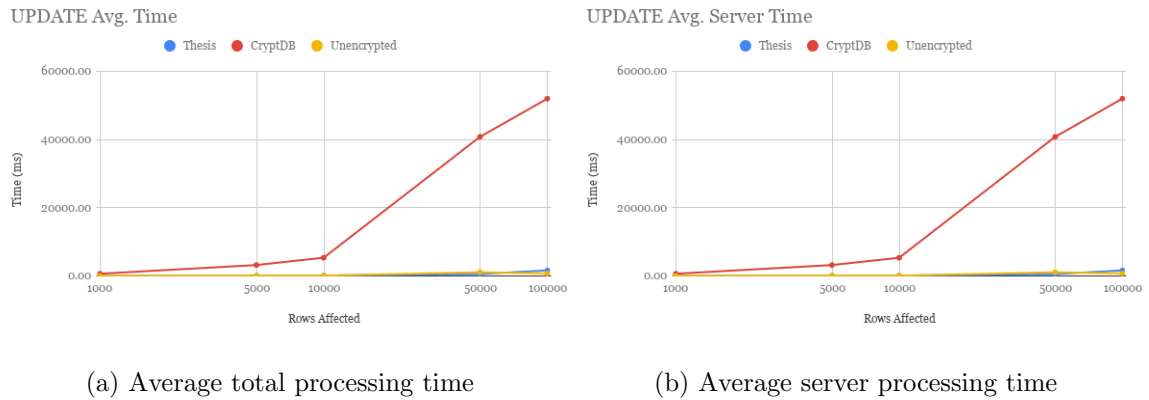 UPDATE Avg. Time
Thesis CryptDB Unencrypted
60000.00
40000.00
20000.00
0.00
Time (ms)
1000 5000 10000 50000 100000
Rows Affected
(a) Average total processing time
UPDATE Avg. Server Time
Thesis CryptDB Unencrypted
60000.00
40000.00
20000.00
0.00
Time (ms)
1000 5000 10000 50000 100000
Rows Affected
(b) Average server processing time